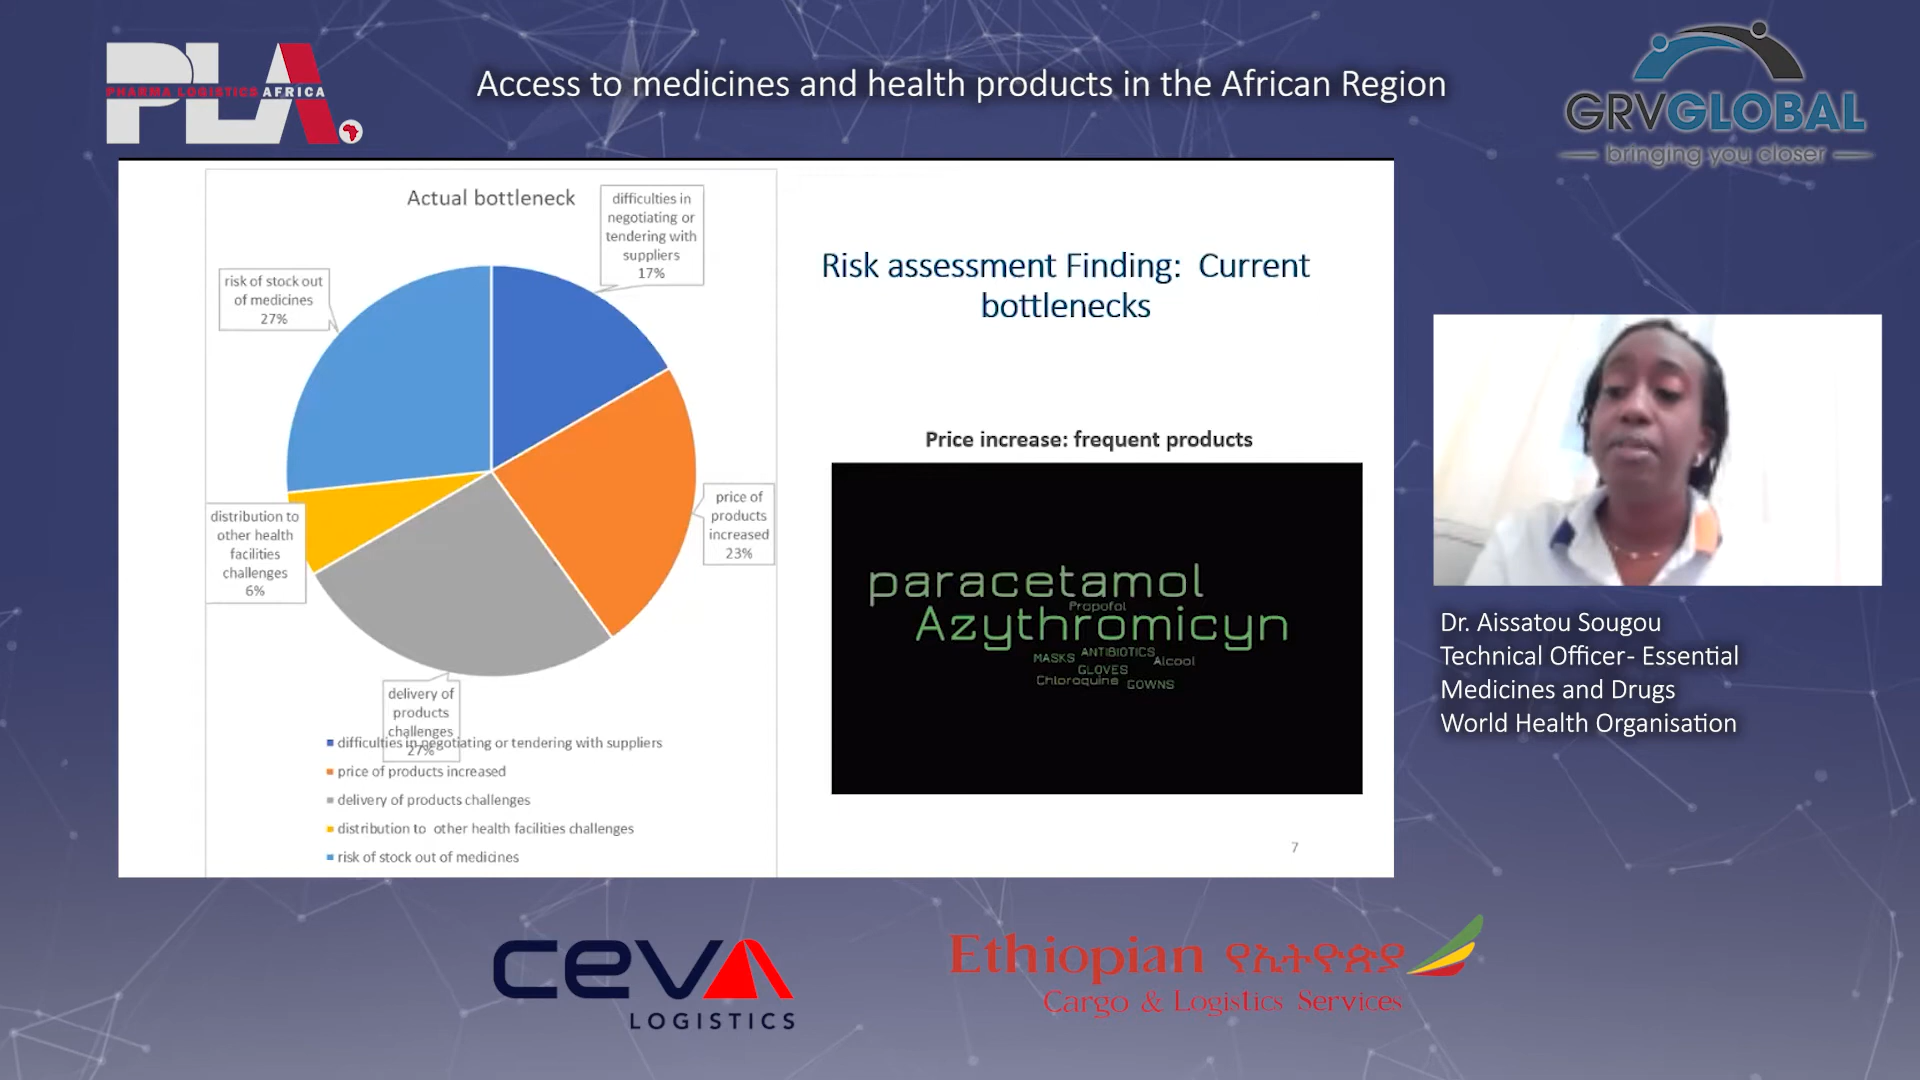 PLA
PHARMA LOGISTICS AFRICA
Access to medicines and health products in the African Region
GRVGLOBAL
bringing you closer
Actual bottleneck
difficulties in
negotiating or
tendering with
suppliers
17%
risk of stock out
of medicines
27%
price of
products
increased
23%
distribution to
other health
facilities
challenges
6%
delivery of
products
challenges
27%
difficulties in negotiating or tendering with suppliers
price of products increased
delivery of products challenges
distribution to other health facilities challenges
risk of stock out of medicines
Risk assessment Finding: Current
bottlenecks
Price increase: frequent products
paracetamol
Propofol
Azythromicyn
MASKS ANTIBIOTICS Alcool
GLOVES
Chloroquine GOWNS
7
Dr. Aissatou Sougou
Technical Officer- Essential
Medicines and Drugs
World Health Organisation
CEVA
LOGISTICS
Ethiopian የኢትዮጵያ
Cargo & Logistics Services